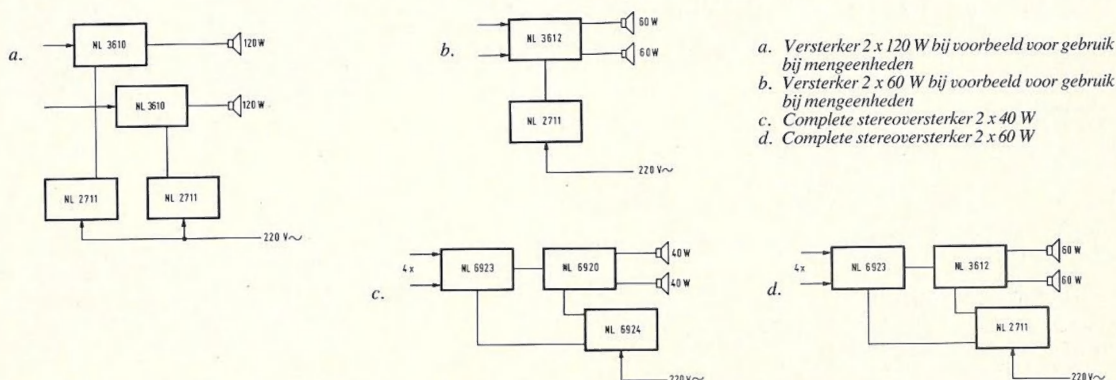 a.
NL 3610
120 W
NL 3610
120 W
NL 2711
NL 2711
220 V~
b.
NL 3612
60 W
60W
NL 2711
220 V~
a. Versterker 2 x 120 W bij voorbeeld voor gebruik
bij mengeenheden
b. Versterker 2 x 60 W bij voorbeeld voor gebruik
bij mengeenheden
c. Complete stereoversterker 2 x 40 W
d. Complete stereoversterker 2 x 60 W
c.
4 x
NL 6923
NL 6920
40 W
40 W
NL 6924
220 V~
d.
4 x
NL 6923
NL 3612
60 W
60 W
NL 2711
220 V~